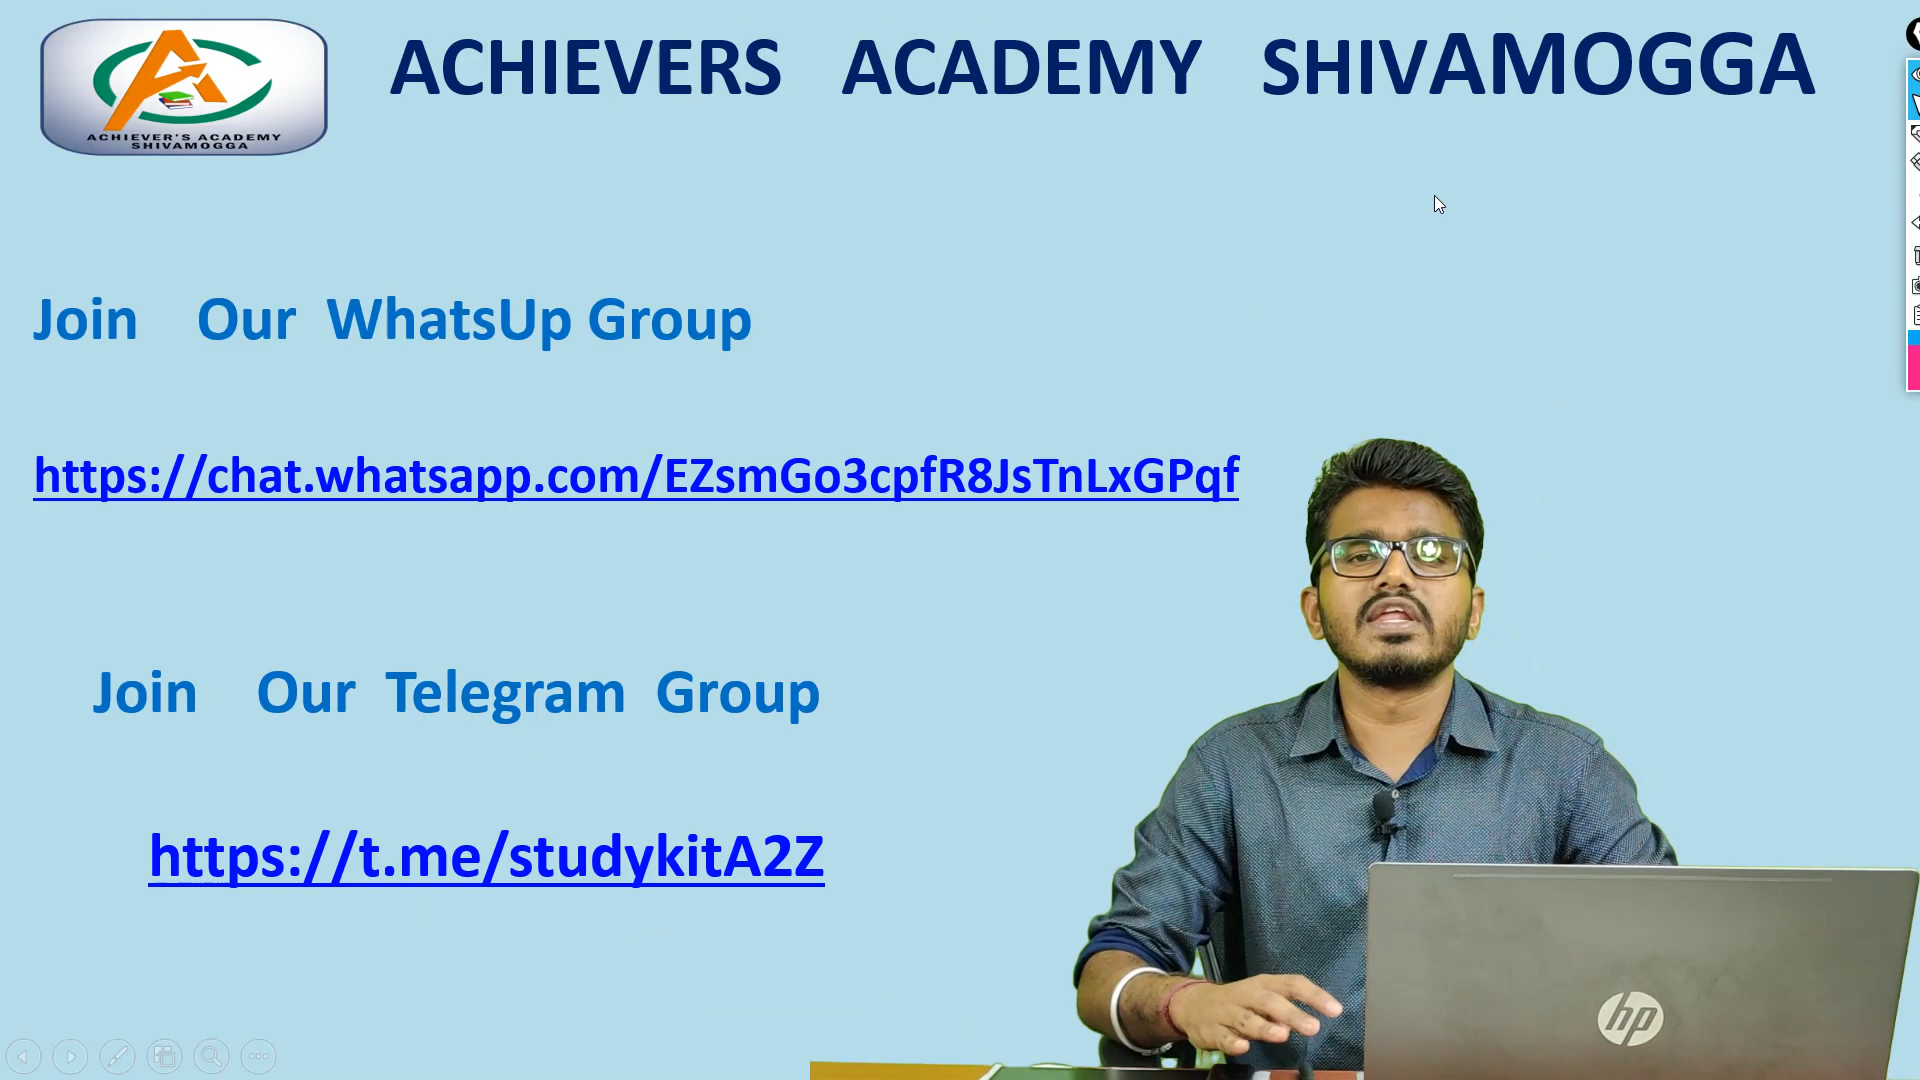 ACHIEVER'S ACADEMY
SHIVAMOGGA
ACHIEVERS ACADEMY SHIVAMOGGA
Join Our WhatsUp Group
https://chat.whatsapp.com/EZsmGo3cpfR8JsTnLxGPqf
Join Our Telegram Group
https://t.me/studykitA2Z
hp